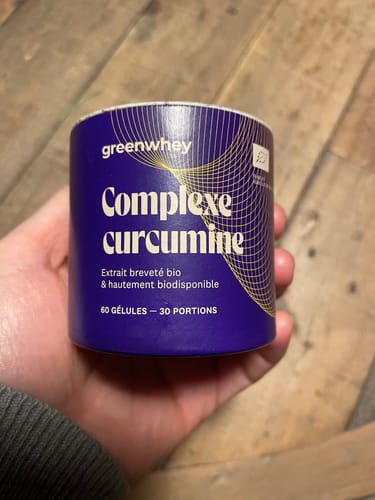 greenwhey
Complexe
curcumine
Extrait breveté bio
& hautement biodisponible
60 GÉLULES — 30 PORTIONS